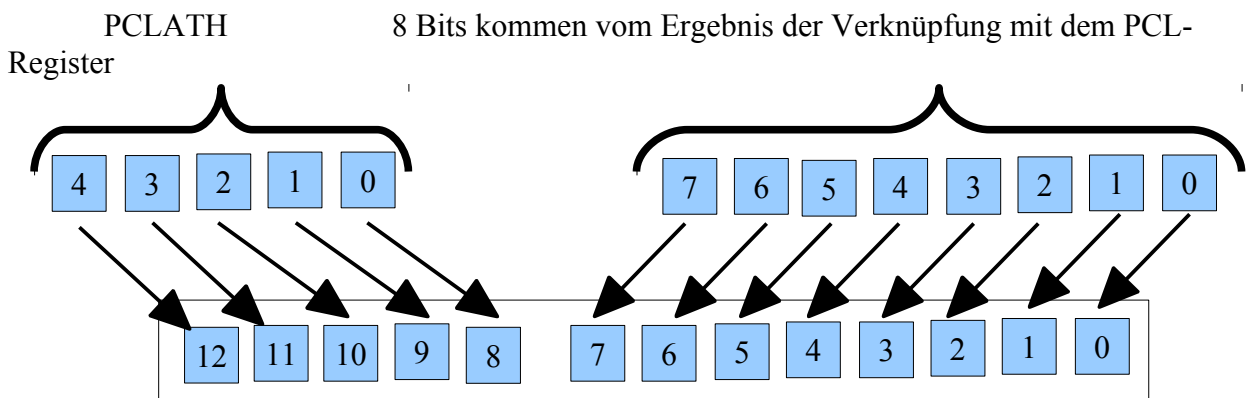 PCLATH 8 Bits kommen vom Ergebnis der Verknüpfung mit dem PCL-
Register
4 3 2 1 0 7 6 5 4 3 2 1 0
12 11 10 9 8 7 6 5 4 3 2 1 0